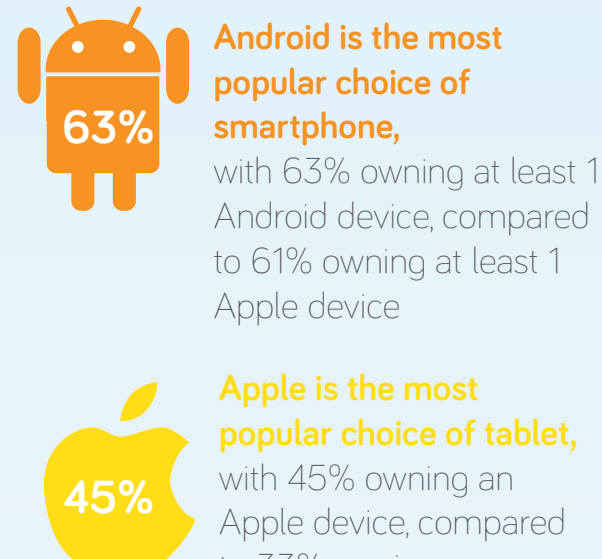 63%
Android is the most
popular choice of
smartphone,
with 63% owning at least 1
Android device, compared
to 61% owning at least 1
Apple device
45%
Apple is the most
popular choice of tablet,
with 45% owning an
Apple device, compared